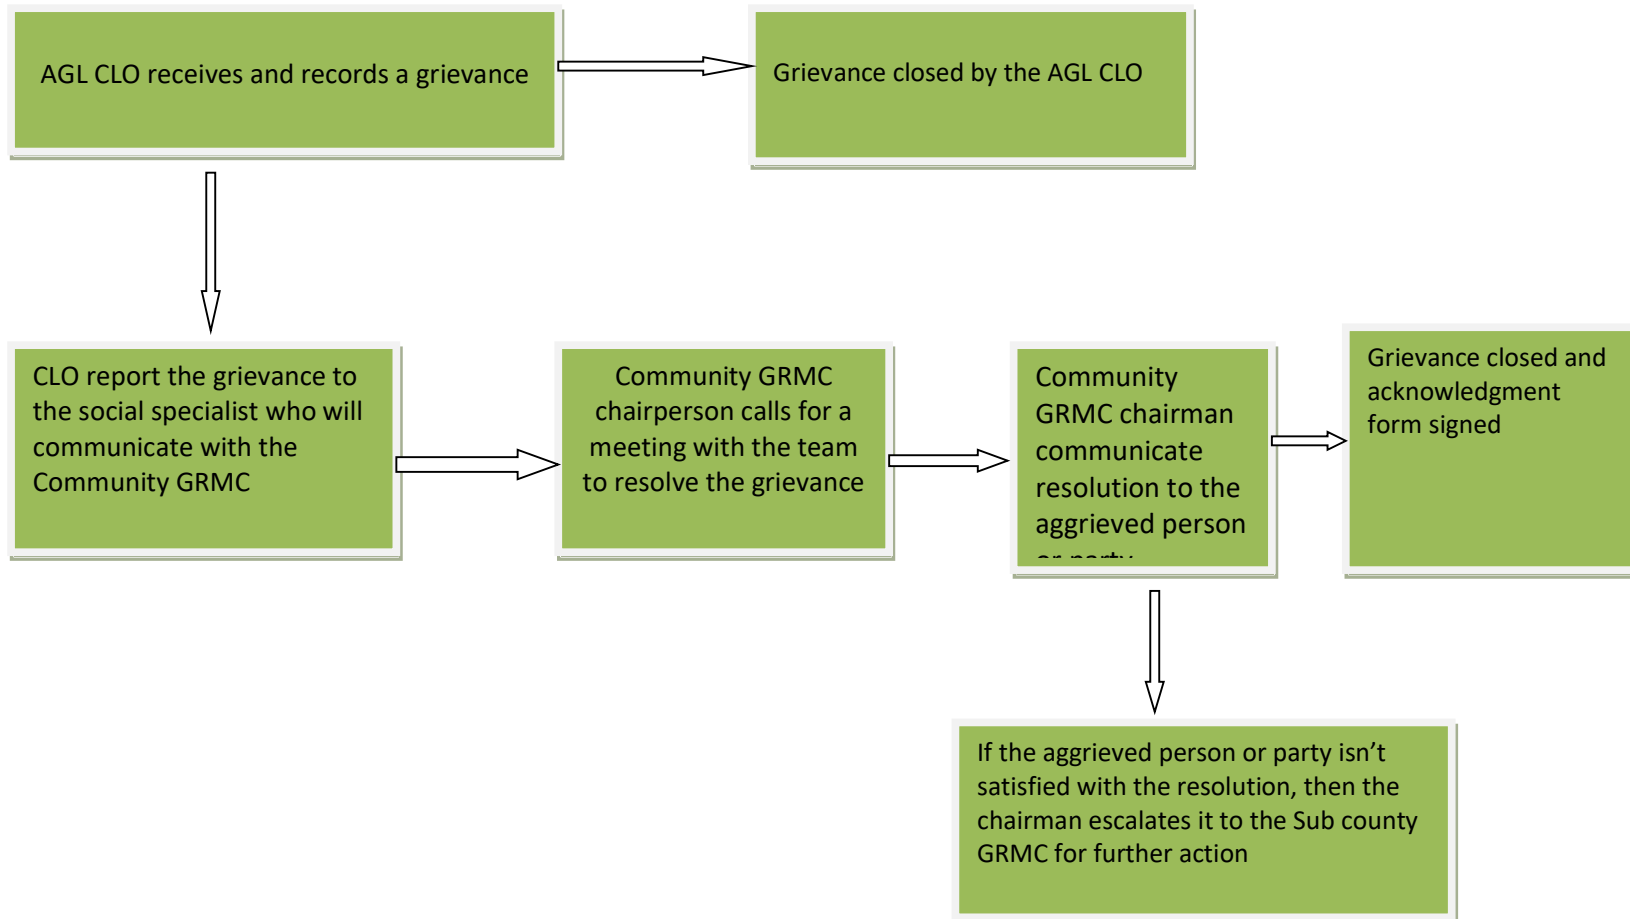 AGL CLO receives and records a grievance
Grievance closed by the AGL CLO
CLO report the grievance to
the social specialist who will
communicate with the
Community GRMC
Community GRMC
chairperson calls for a
meeting with the team
to resolve the grievance
Community
GRMC chairman
communicate
resolution to the
aggrieved person
or party
Grievance closed and
acknowledgment
form signed
If the aggrieved person or party isn’t
satisfied with the resolution, then the
chairman escalates it to the Sub county
GRMC for further action